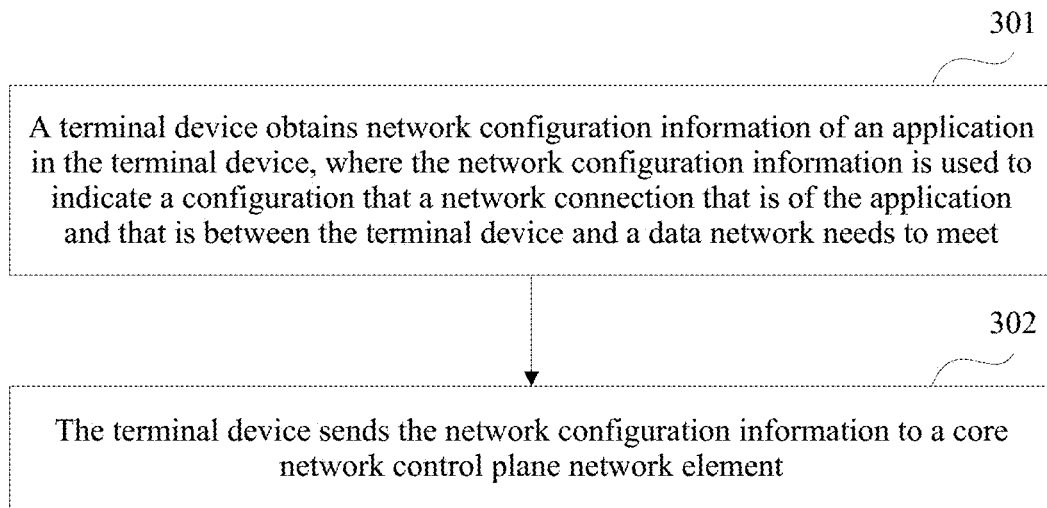 301
A terminal device obtains network configuration information of an application
in the terminal device, where the network configuration information is used to
indicate a configuration that a network connection that is of the application
and that is between the terminal device and a data network needs to meet
302
The terminal device sends the network configuration information to a core
network control plane network element